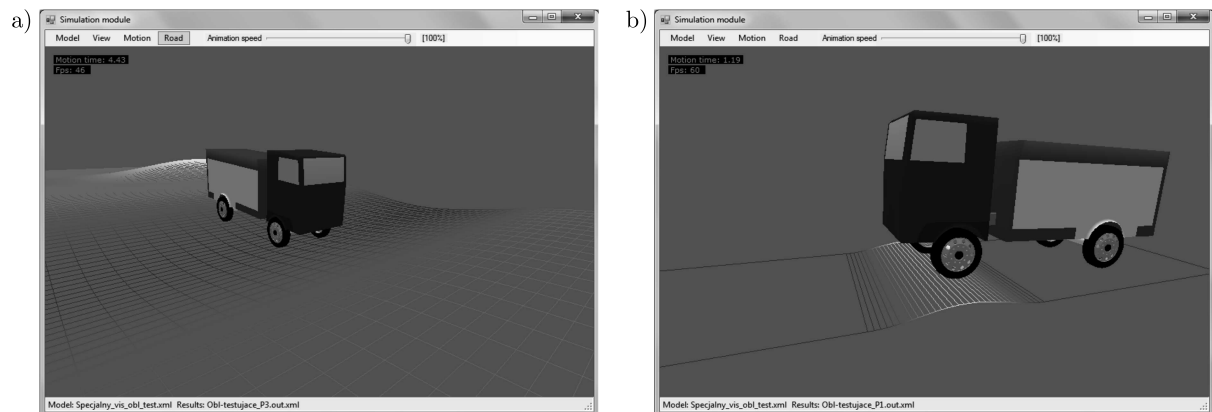 a)
Simulation module
Model View Motion Road Animation speed [100%]
Motion time: 4.43
Fps: 46
Model: Specjalny_vis_obl_test.xml Results: Obl-testujace_P3.out.xml
b)
Simulation module
Model View Motion Road Animation speed [100%]
Motion time: 1.19
Fps: 60
Model: Specjalny_vis_obl_test.xml Results: Obl-testujace_P1.out.xml